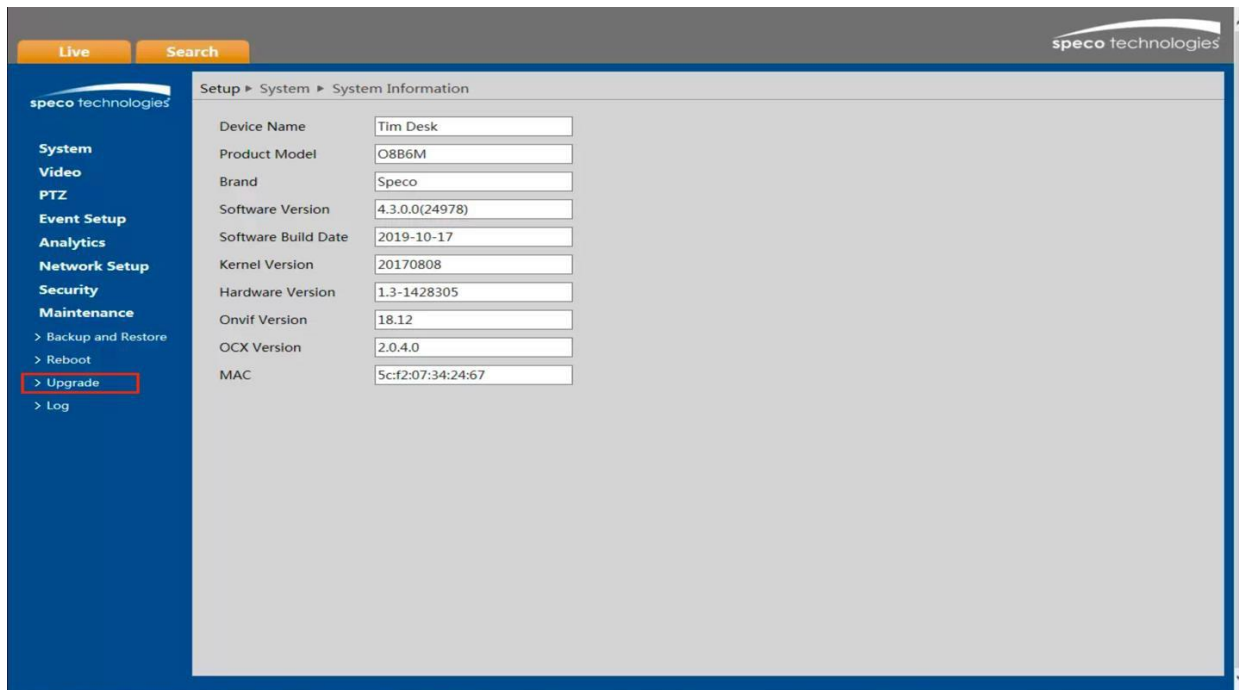 Live Search
speco technologies
speco technologies
System
Video
PTZ
Event Setup
Analytics
Network Setup
Security
Maintenance
> Backup and Restore
> Reboot
> Upgrade
> Log
Setup ▸ System ▸ System Information
Device Name Tim Desk
Product Model O8B6M
Brand Speco
Software Version 4.3.0.0(24978)
Software Build Date 2019-10-17
Kernel Version 20170808
Hardware Version 1.3-1428305
Onvif Version 18.12
OCX Version 2.0.4.0
MAC 5c:f2:07:34:24:67